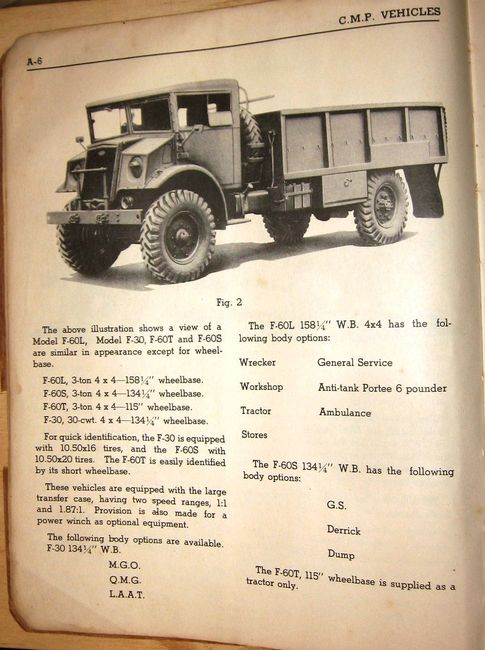 C.M.P. VEHICLES
A-6
Fig. 2
The above illustration shows a view of a
Model F-60L, Model F-30, F-60T and F-60S
are similar in appearance except for wheel-
base.
F-60L, 3-ton 4 x 4—158¼" wheelbase.
F-60S, 3-ton 4 x 4—134¼" wheelbase.
F-60T, 3-ton 4 x 4—115" wheelbase.
F-30, 30-cwt. 4 x 4—134¼" wheelbase.
For quick identification, the F-30 is equipped
with 10.50x16 tires, and the F-60S with
10.50x20 tires. The F-60T is easily identified
by its short wheelbase.
These vehicles are equipped with the large
transfer case, having two speed ranges, 1:1
and 1.87:1. Provision is also made for a
power winch as optional equipment.
The following body options are available.
F-30 134¼" W.B.
M.G.O.
Q.M.G.
L.A.A.T.
The F-60L 158¼" W.B. 4x4 has the fol-
lowing body options:
Wrecker General Service
Workshop Anti-tank Portee 6 pounder
Tractor Ambulance
Stores
The F-60S 134¼" W.B. has the following
body options:
G.S.
Derrick
Dump
The F-60T, 115" wheelbase is supplied as a
tractor only.